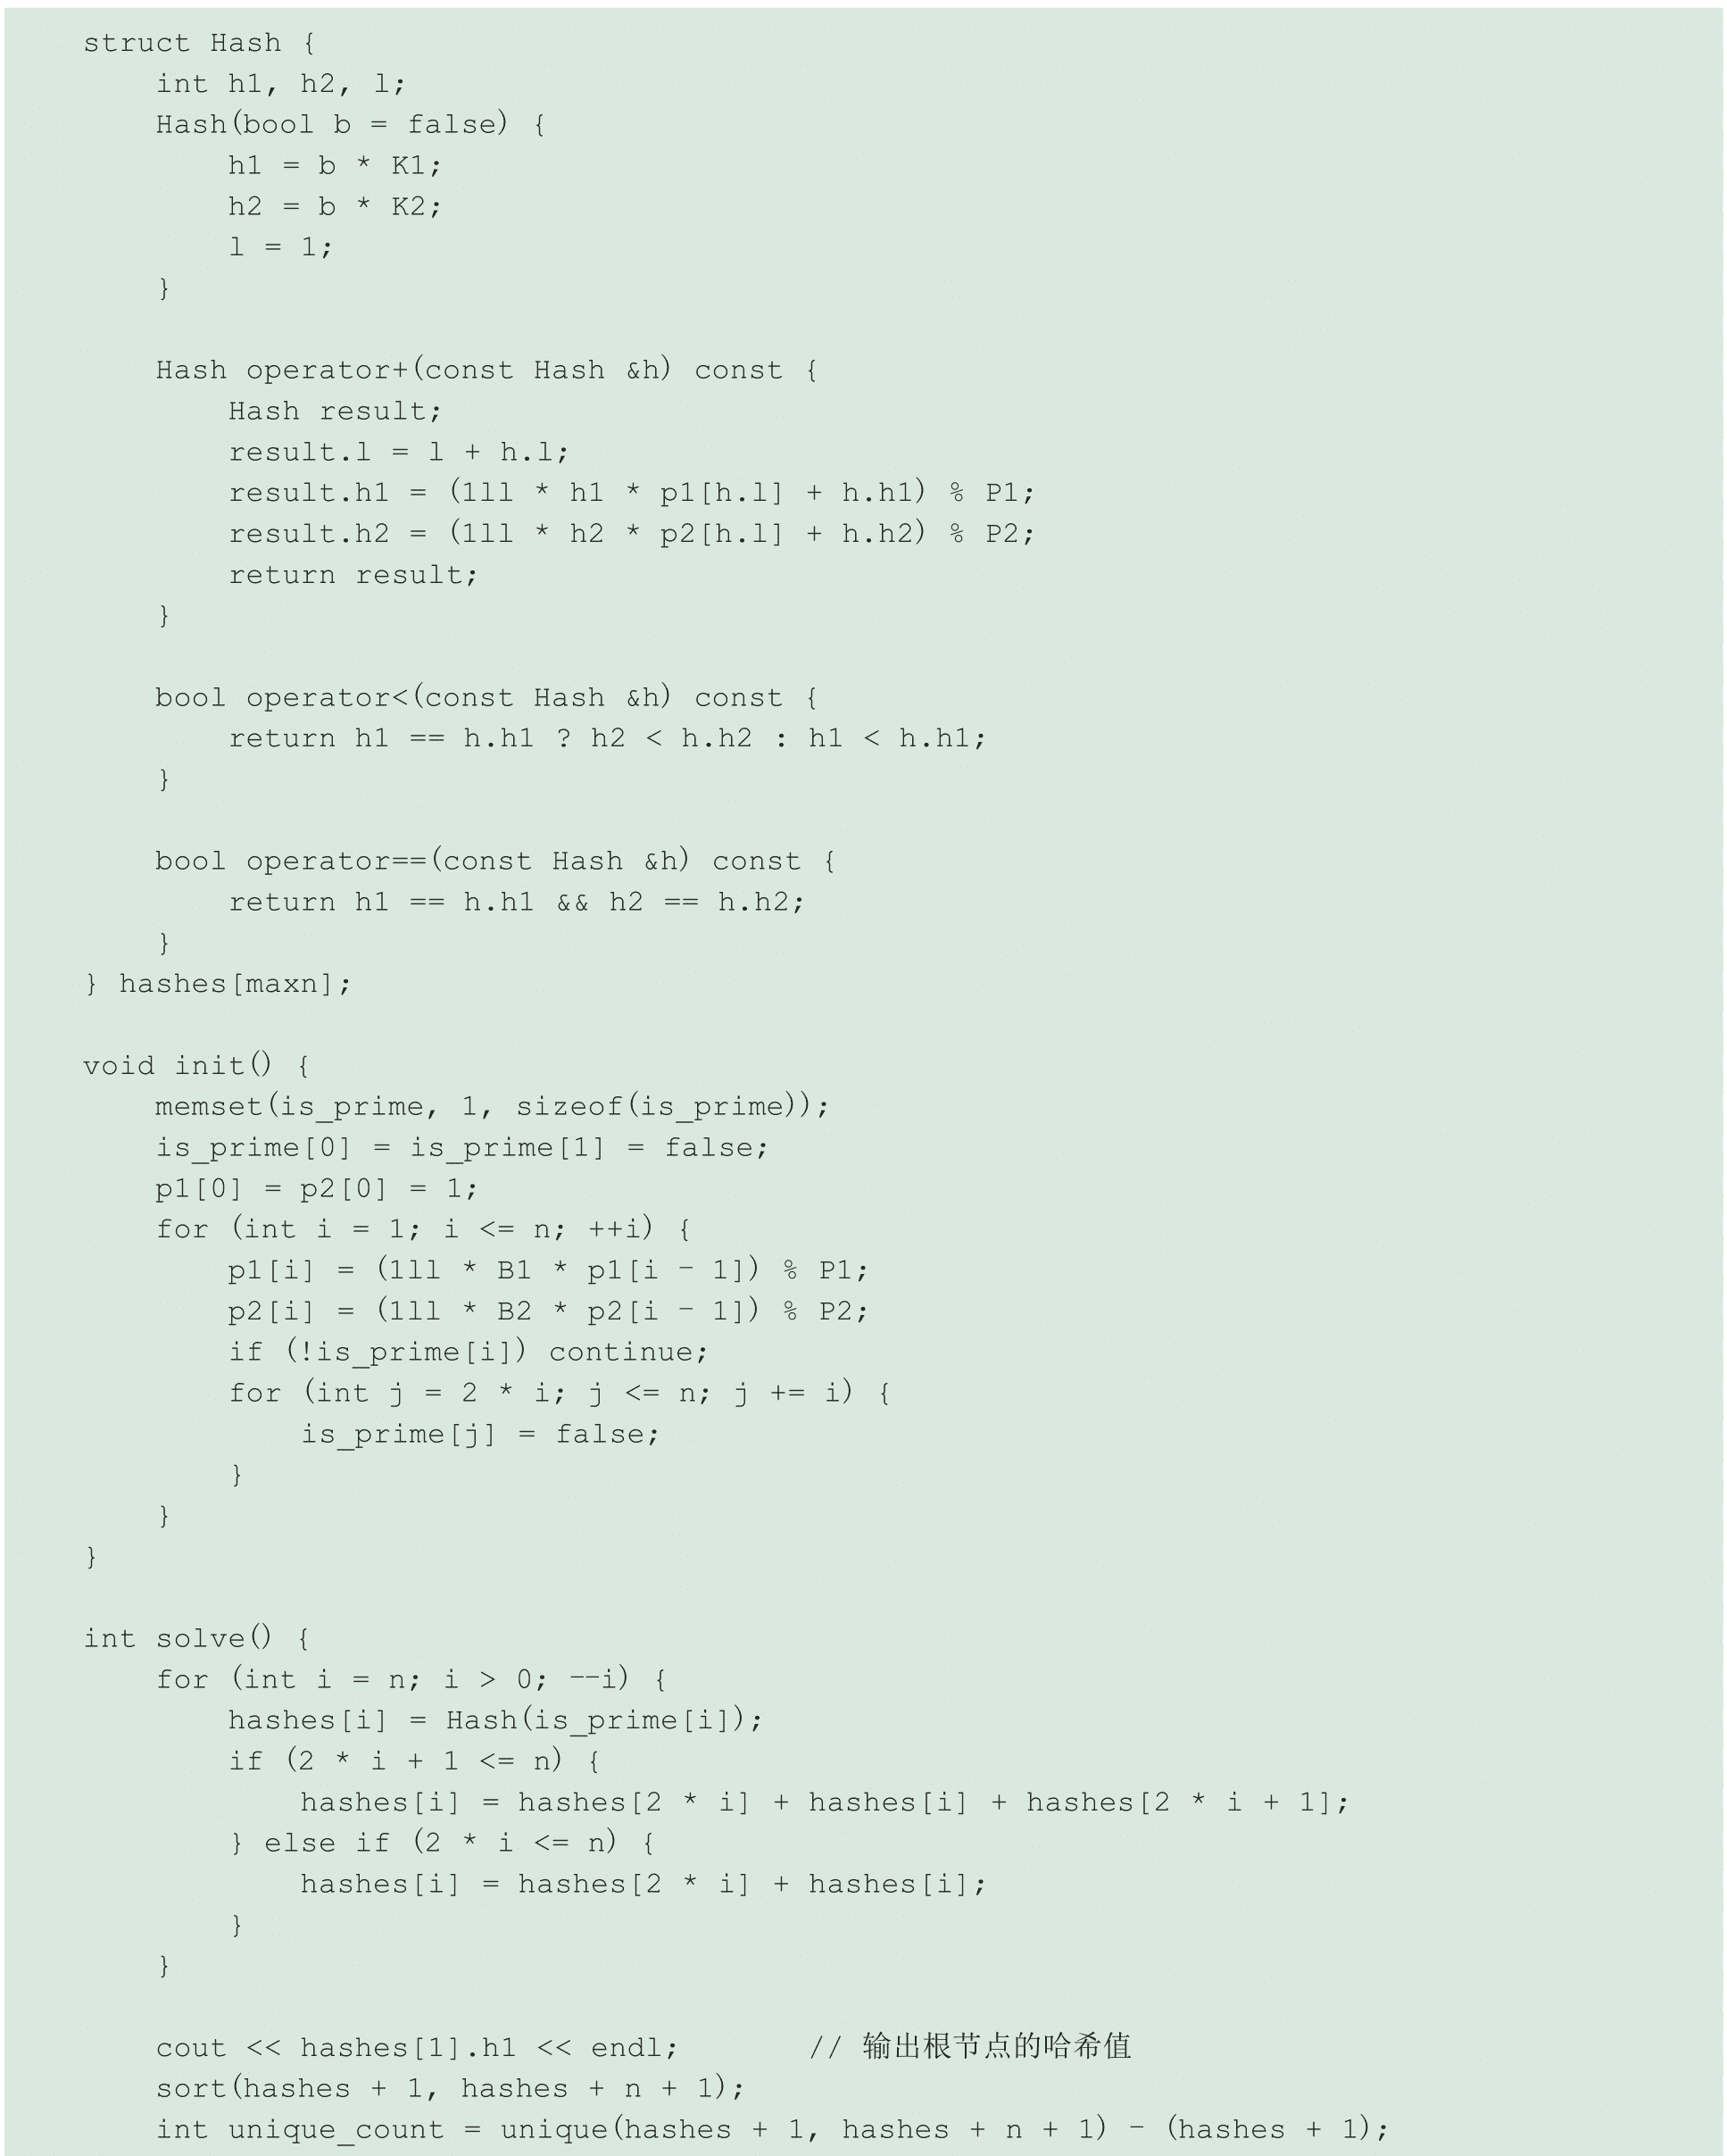 struct Hash {
    int h1, h2, l;
    Hash(bool b = false) {
        h1 = b * K1;
        h2 = b * K2;
        l = 1;
    }

    Hash operator+(const Hash &h) const {
        Hash result;
        result.l = l + h.l;
        result.h1 = (1ll * h1 * p1[h.l] + h.h1) % P1;
        result.h2 = (1ll * h2 * p2[h.l] + h.h2) % P2;
        return result;
    }

    bool operator<(const Hash &h) const {
        return h1 == h.h1 ? h2 < h.h2 : h1 < h.h1;
    }

    bool operator==(const Hash &h) const {
        return h1 == h.h1 && h2 == h.h2;
    }
} hashes[maxn];

void init() {
    memset(is_prime, 1, sizeof(is_prime));
    is_prime[0] = is_prime[1] = false;
    p1[0] = p2[0] = 1;
    for (int i = 1; i <= n; ++i) {
        p1[i] = (1ll * B1 * p1[i - 1]) % P1;
        p2[i] = (1ll * B2 * p2[i - 1]) % P2;
        if (!is_prime[i]) continue;
        for (int j = 2 * i; j <= n; j += i) {
            is_prime[j] = false;
        }
    }
}

int solve() {
    for (int i = n; i > 0; --i) {
        hashes[i] = Hash(is_prime[i]);
        if (2 * i + 1 <= n) {
            hashes[i] = hashes[2 * i] + hashes[i] + hashes[2 * i + 1];
        } else if (2 * i <= n) {
            hashes[i] = hashes[2 * i] + hashes[i];
        }
    }

    cout << hashes[1].h1 << endl;       // 输出根节点的哈希值
    sort(hashes + 1, hashes + n + 1);
    int unique_count = unique(hashes + 1, hashes + n + 1) - (hashes + 1);